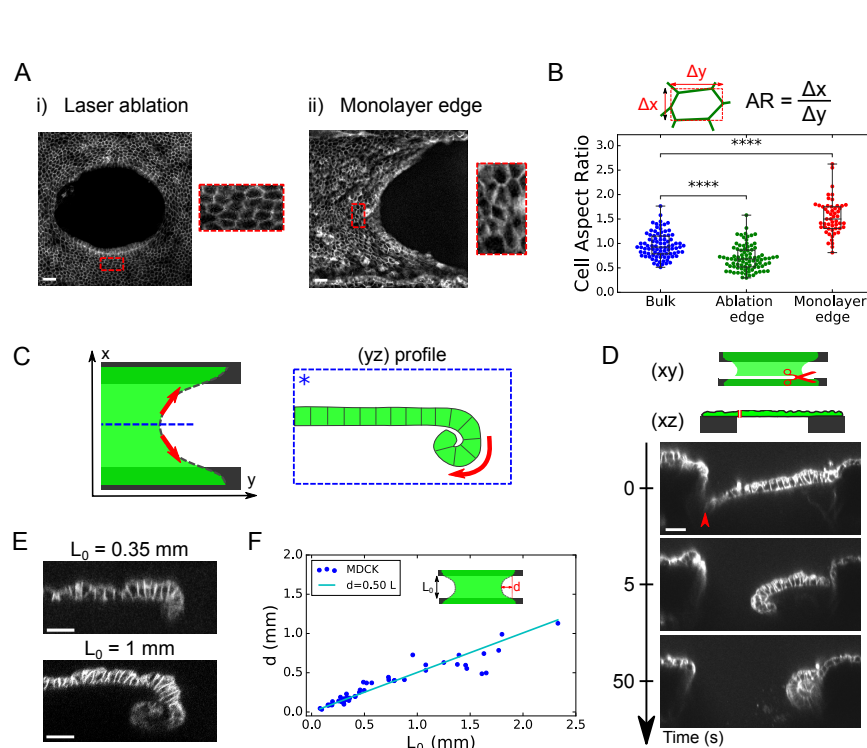 A
i) Laser ablation
ii) Monolayer edge
B
Δy
Δx
AR = Δx/Δy
Cell Aspect Ratio
3.0
2.5
2.0
1.5
1.0
0.5
0.0
****
****
Bulk
Ablation edge
Monolayer edge
C
x
y
(yz) profile
*
D
(xy)
(xz)
0
5
50
Time (s)
E
L₀ = 0.35 mm
L₀ = 1 mm
F
d (mm)
2.0
1.5
1.0
0.5
0.0
MDCK
d=0.50 L
L₀
d
0.0
0.5
1.0
1.5
2.0
2.5
L₀ (mm)